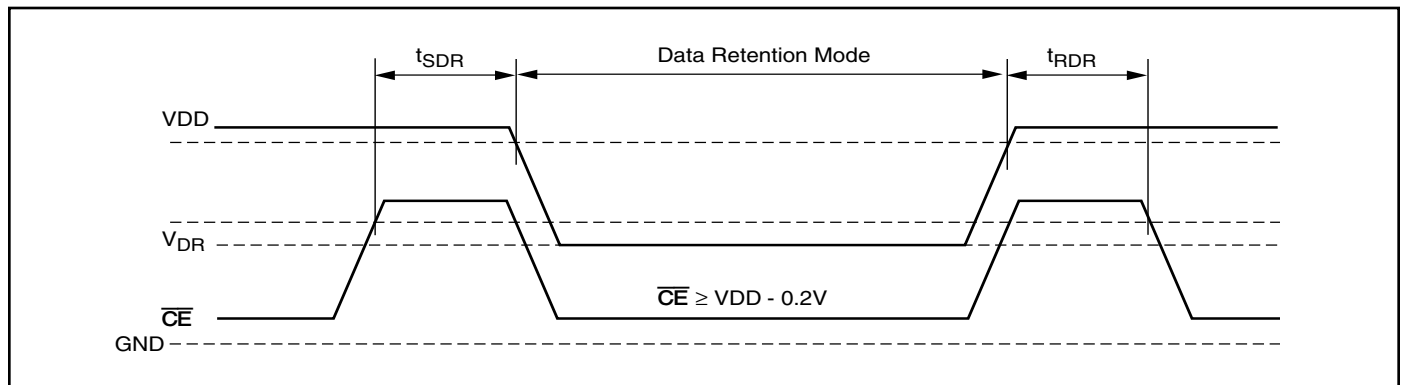 tSDR
Data Retention Mode
tRDR
VDD
VDR
CE ≥ VDD - 0.2V
CE
GND